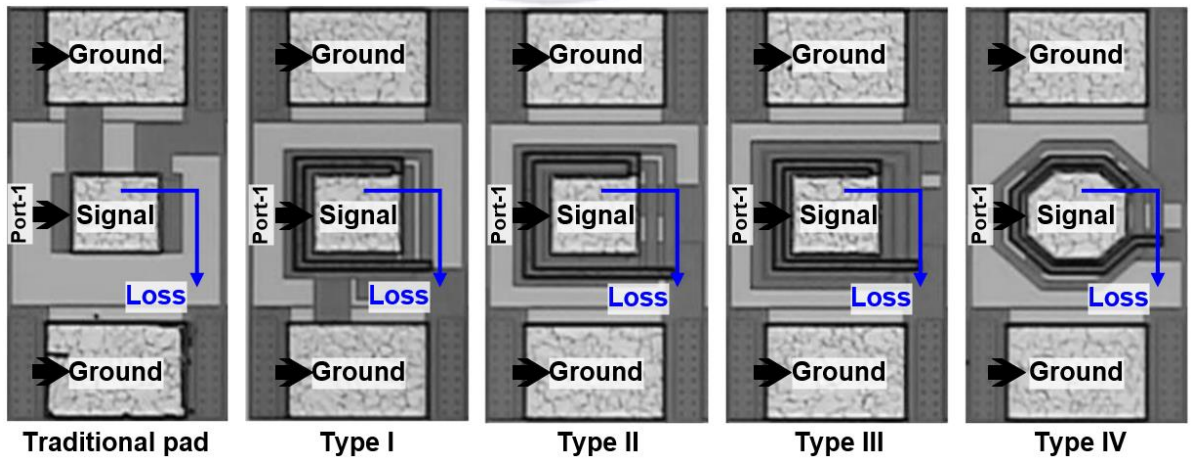 Ground Ground Ground Ground Ground
Port-1 Signal Port-1 Signal Port-1 Signal Port-1 Signal Port-1 Signal
Loss Loss Loss Loss Loss
Ground Ground Ground Ground Ground
Traditional pad Type I Type II Type III Type IV